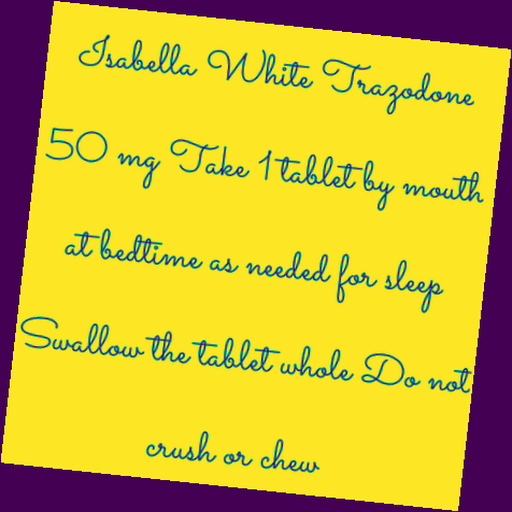 Isabella White Trazodone
50 mg Take 1 tablet by mouth
at bedtime as needed for sleep
Swallow the tablet whole Do not
crush or chew